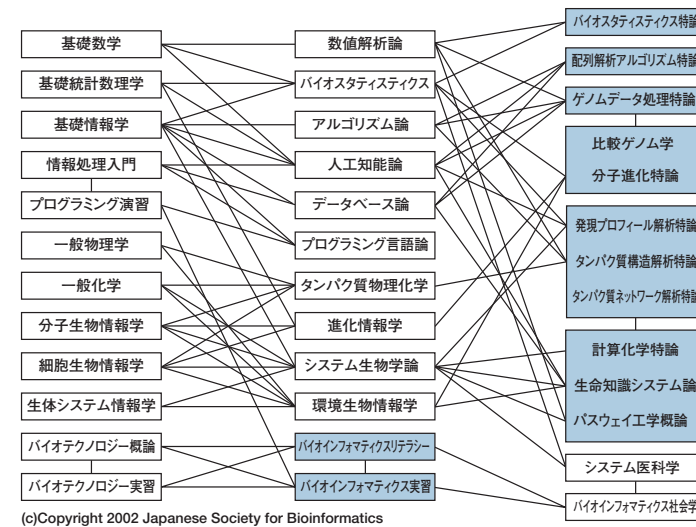 基礎数学
基礎統計数理学
基礎情報学
情報処理入門
プログラミング演習
一般物理学
一般化学
分子生物情報学
細胞生物情報学
生体システム情報学
バイオテクノロジー概論
バイオテクノロジー実習
数値解析論
バイオスタティスティクス
アルゴリズム論
人工知能論
データベース論
プログラミング言語論
タンパク質物理化学
進化情報学
システム生物学論
環境生物情報学
バイオインフォマティクスリテラシー
バイオインフォマティクス実習
バイオスタティスティクス特論
配列解析アルゴリズム特論
ゲノムデータ処理特論
比較ゲノム学
分子進化特論
発現プロフィール解析特論
タンパク質構造解析特論
タンパク質ネットワーク解析特論
計算化学特論
生命知識システム論
パスウェイ工学概論
システム医科学
バイオインフォマティクス社会学
(c)Copyright 2002 Japanese Society for Bioinformatics